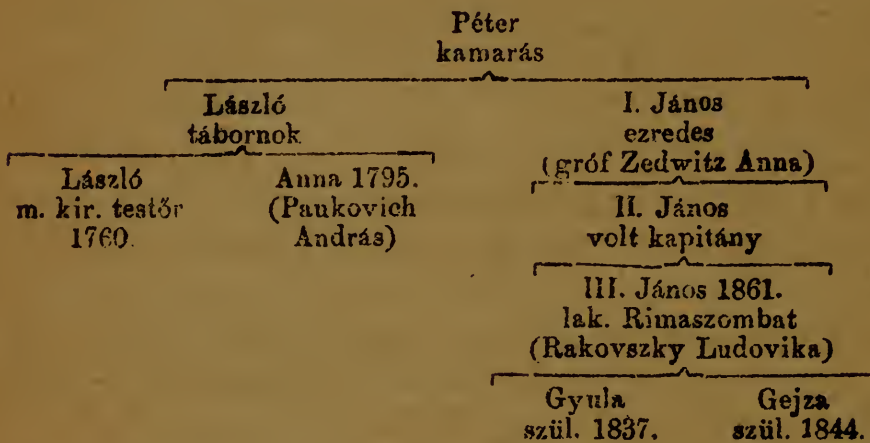 Péter
kamarás
László
tábornok
I. János
ezredes
(gróf Zedwitz Anna)
László
m. kir. testőr
1760.
Anna 1795.
(Paukovich
András)
II. János
volt kapitány
III. János 1861.
lak. Rimaszombat
(Rakovszky Ludovika)
Gyula
szül. 1837.
Gejza
szül. 1844.